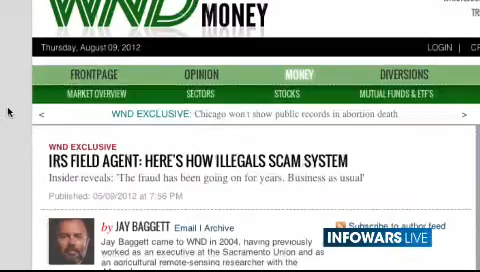 WND
MONEY
Thursday, August 09, 2012
LOGIN |
FRONTPAGE OPINION MONEY DIVERSIONS
MARKET OVERVIEW SECTORS STOCKS MUTUAL FUNDS & ETF'S
< WND EXCLUSIVE: Chicago won't show public records in abortion death >
WND EXCLUSIVE
IRS FIELD AGENT: HERE'S HOW ILLEGALS SCAM SYSTEM
Insider reveals: 'The fraud has been going on for years. Business as usual'
Published: 05/09/2012 at 7:56 PM
by JAY BAGGETT Email | Archive
Subscribe to author feed
INFOWARS LIVE
Jay Baggett came to WND in 2004, having previously
worked as an executive at the Sacramento Union and as
an agricultural remote-sensing researcher with the